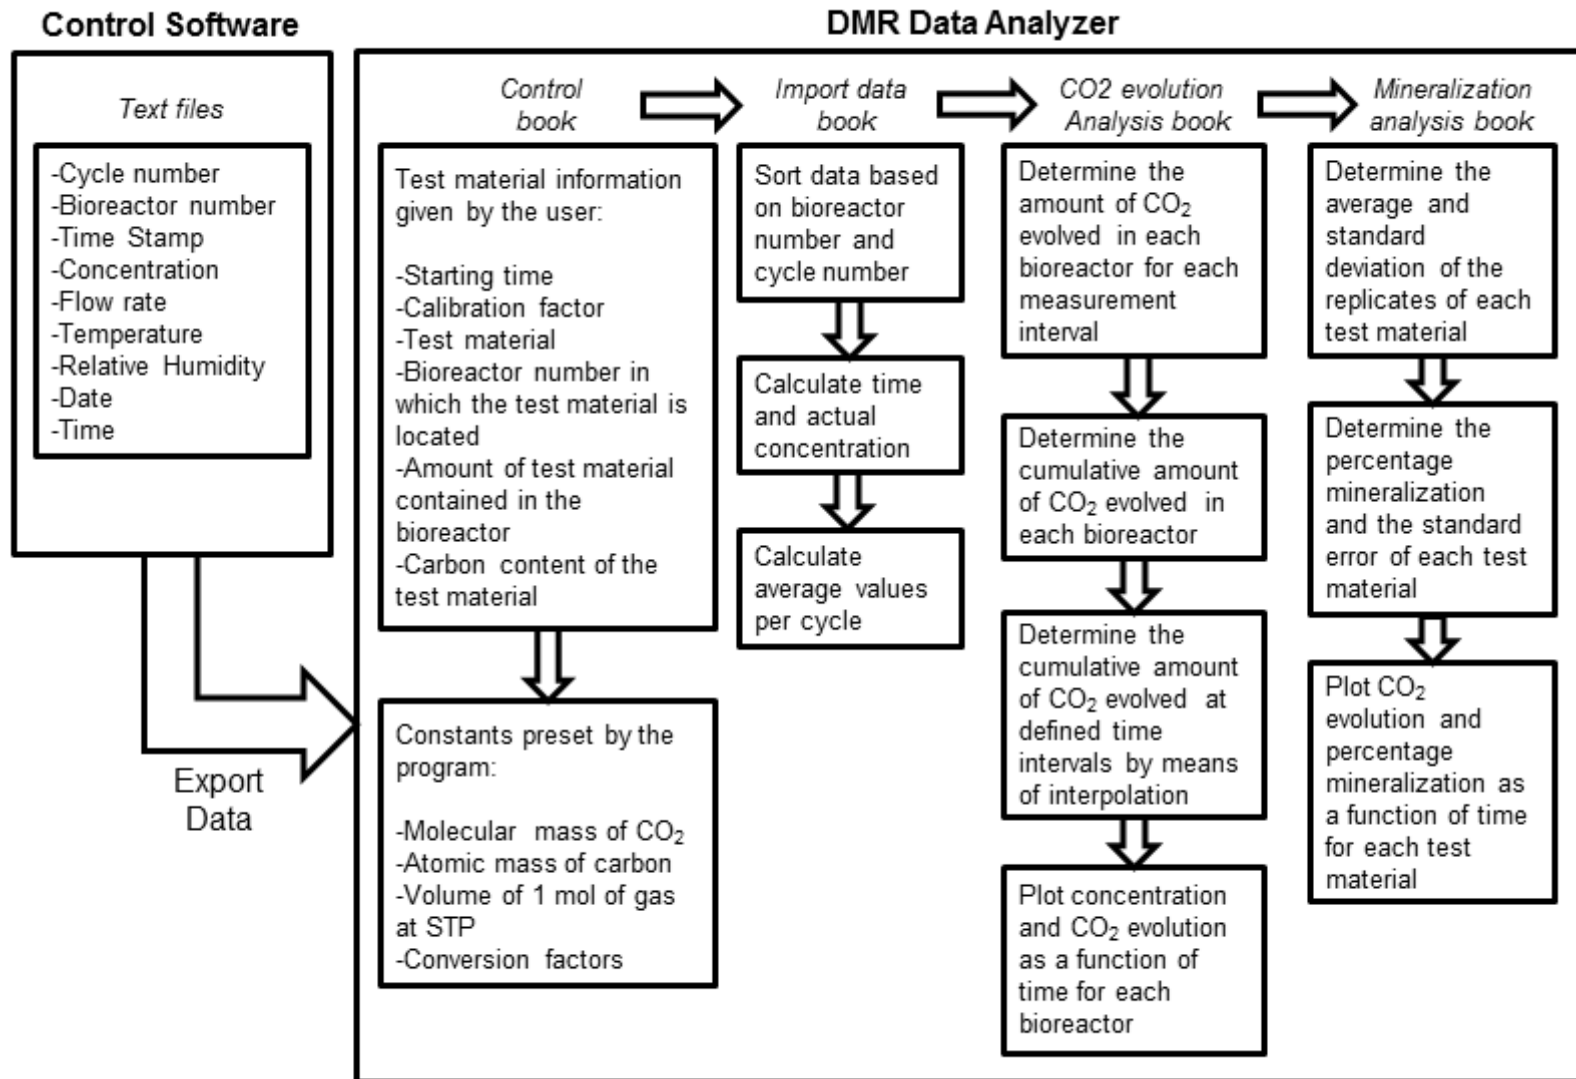 Control Software
Text files
-Cycle number
-Bioreactor number
-Time Stamp
-Concentration
-Flow rate
-Temperature
-Relative Humidity
-Date
-Time
Export
Data
DMR Data Analyzer
Control
book
Test material information
given by the user:
-Starting time
-Calibration factor
-Test material
-Bioreactor number in
which the test material is
located
-Amount of test material
contained in the
bioreactor
-Carbon content of the
test material
Constants preset by the
program:
-Molecular mass of CO₂
-Atomic mass of carbon
-Volume of 1 mol of gas
at STP
-Conversion factors
Import data
book
Sort data based
on bioreactor
number and
cycle number
Calculate time
and actual
concentration
Calculate
average values
per cycle
CO2 evolution
Analysis book
Determine the
amount of CO₂
evolved in each
bioreactor for each
measurement
interval
Determine the
cumulative amount
of CO₂ evolved in
each bioreactor
Determine the
cumulative amount
of CO₂ evolved at
defined time
intervals by means
of interpolation
Plot concentration
and CO₂ evolution
as a function of
time for each
bioreactor
Mineralization
analysis book
Determine the
average and
standard
deviation of the
replicates of each
test material
Determine the
percentage
mineralization
and the standard
error of each test
material
Plot CO₂
evolution and
percentage
mineralization as
a function of time
for each test
material